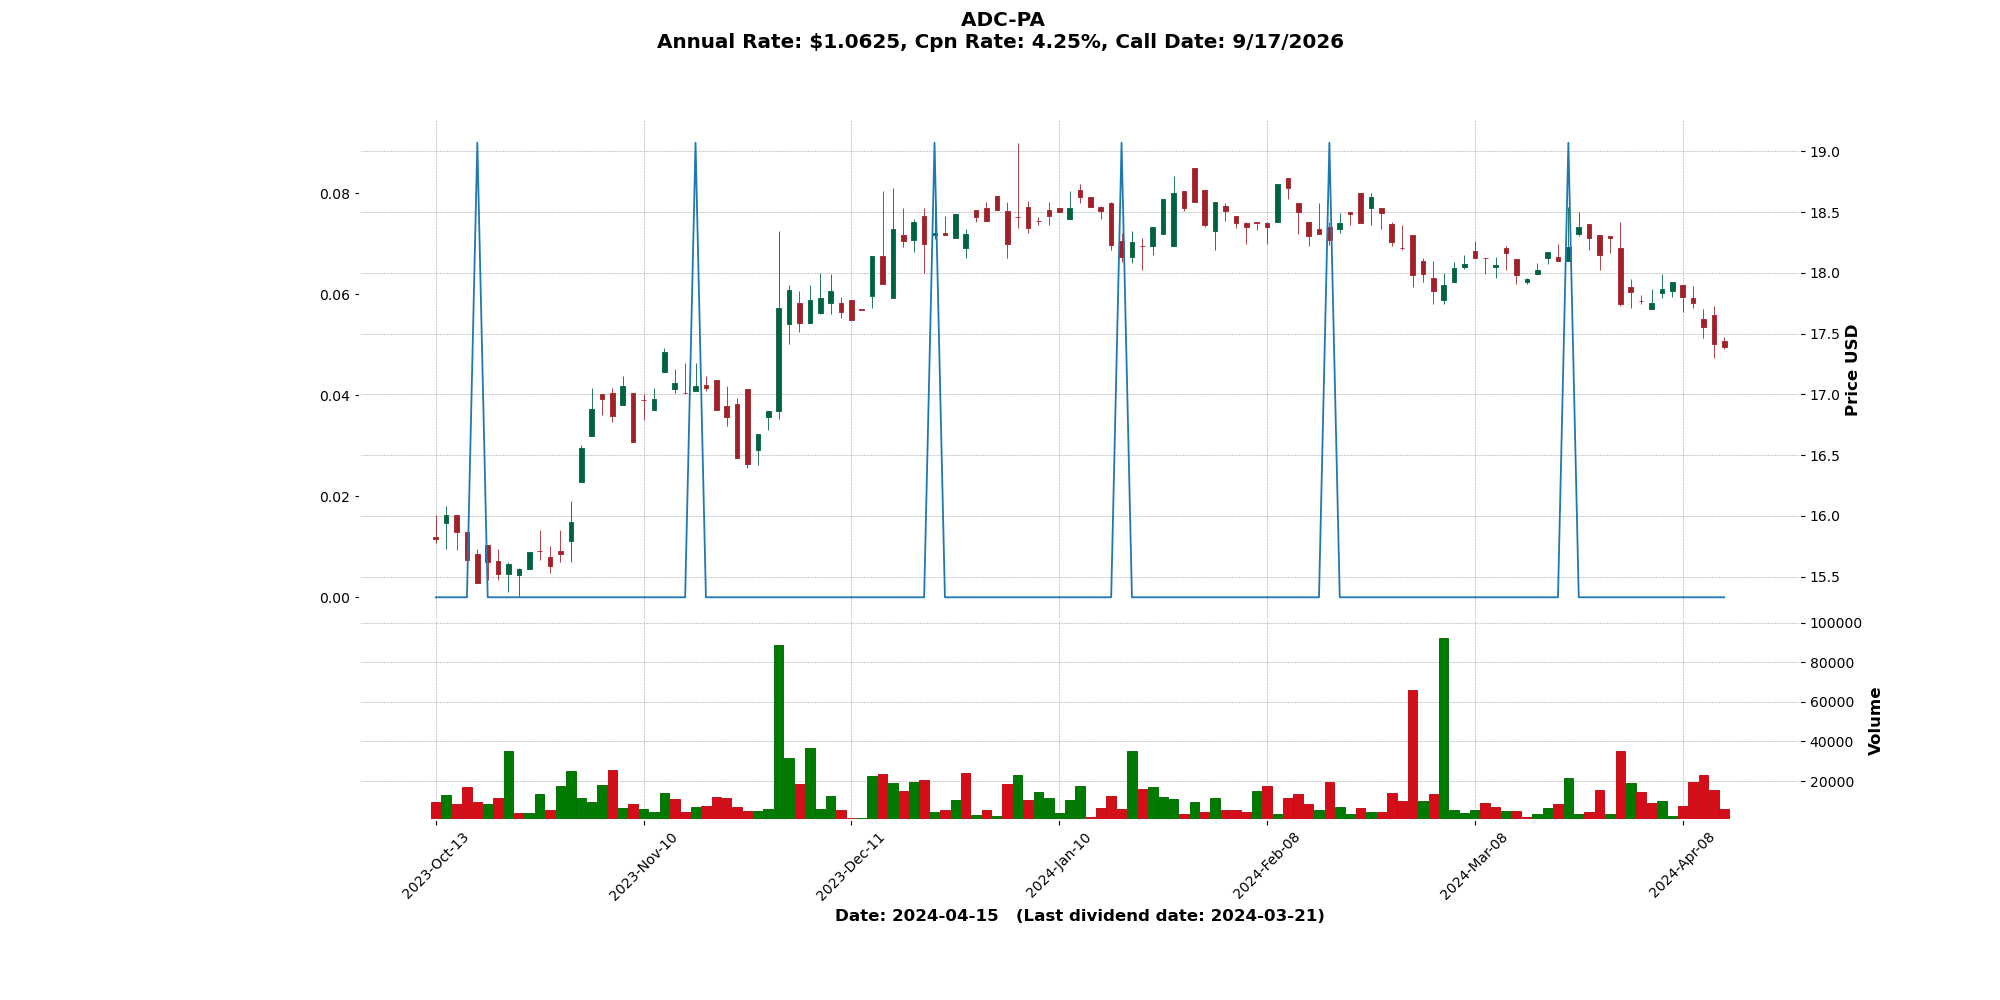 ADC-PA
Annual Rate: $1.0625, Cpn Rate: 4.25%, Call Date: 9/17/2026
19.0
0.08
18.5
18.0
0.06
17.5
Price USD
0.04
17.0
16.5
0.02
16.0
15.5
0.00
100000
80000
60000
Volume
40000
20000
2023-Oct-13
2023-Nov-10
2023-Dec-11
2024-Jan-10
2024-Feb-08
2024-Mar-08
2024-Apr-08
Date: 2024-04-15   (Last dividend date: 2024-03-21)